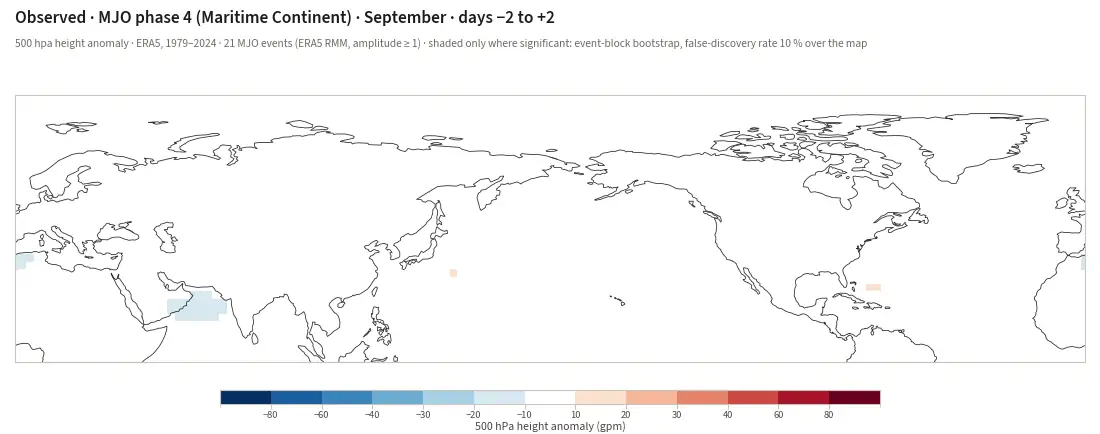 Observed · MJO phase 4 (Maritime Continent) · September · days −2 to +2
500 hpa height anomaly · ERA5, 1979–2024 · 21 MJO events (ERA5 RMM, amplitude ≥ 1) · shaded only where significant: event-block bootstrap, false-discovery rate 10 % over the map
−80 −60 −40 −30 −20 −10 10 20 30 40 60 80
500 hPa height anomaly (gpm)